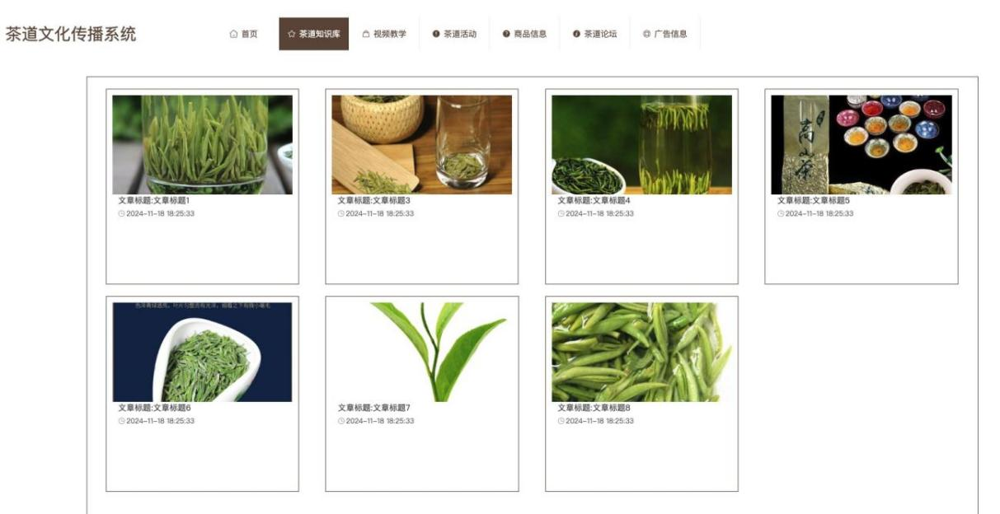 茶道文化传播系统
首页
茶道知识库
视频教学
茶道活动
商品信息
茶道论坛
广告信息
高山茶
文章标题:文章标题1
2024-11-18 18:25:33
文章标题:文章标题3
2024-11-18 18:25:33
文章标题:文章标题4
2024-11-18 18:25:33
文章标题:文章标题5
2024-11-18 18:25:33
文章标题:文章标题6
2024-11-18 18:25:33
文章标题:文章标题7
2024-11-18 18:25:33
文章标题:文章标题8
2024-11-18 18:25:33